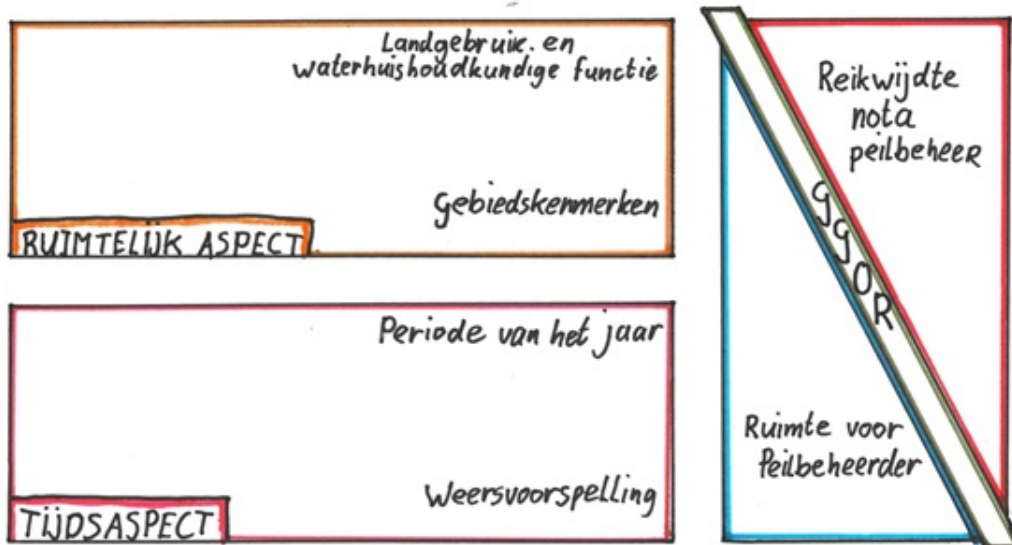 Landgebruik. en
waterhuishoudkundige functie
Gebiedskenmerken
RUIMTELIJK ASPECT
Periode van het jaar
Weersvoorspelling
TIJDSASPECT
Reikwijdte
nota
peilbeheer
GGOR
Ruimte voor
Peilbeheerder